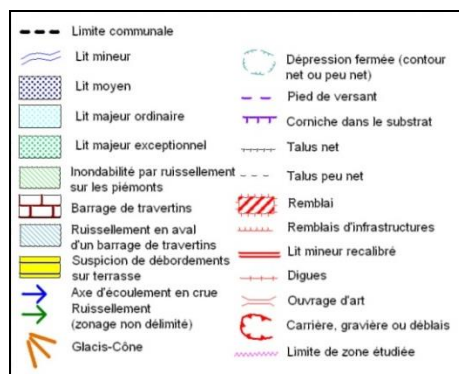 Limite communale
Lit mineur
Lit moyen
Lit majeur ordinaire
Lit majeur exceptionnel
Inondabilité par ruissellement
sur les piémonts
Barrage de travertins
Ruissellement en aval
d'un barrage de travertins
Suspicion de débordements
sur terrasse
Axe d'écoulement en crue
Ruissellement
(zonage non délimité)
Glacis-Cône
Dépression fermée (contour
net ou peu net)
Pied de versant
Corniche dans le substrat
Talus net
Talus peu net
Remblai
Remblais d'infrastructures
Lit mineur recalibré
Digues
Ouvrage d'art
Carrière, gravière ou déblais
Limite de zone étudiée